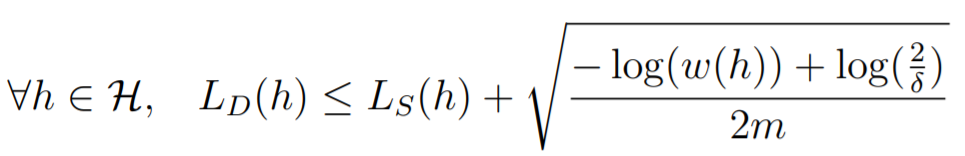 ∀h ∈ ℋ, L_D(h) ≤ L_S(h) + √((− log(w(h)) + log(2/δ)) / 2m)